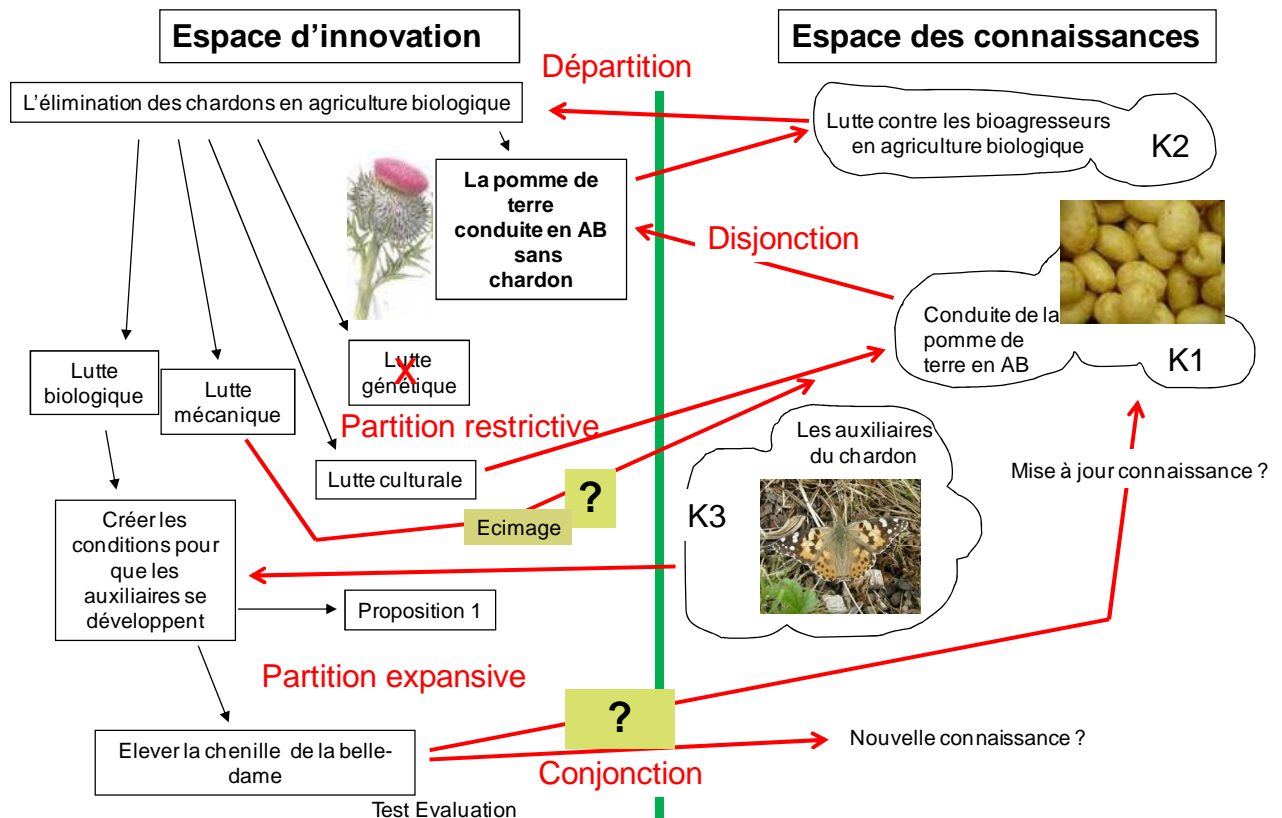 Espace d'innovation
Espace des connaissances
Départition
L'élimination des chardons en agriculture biologique
Lutte contre les bioagresseurs
en agriculture biologique
K2
La pomme de
terre
conduite en AB
sans
chardon
Disjonction
Conduite de la
pomme de
terre en AB
K1
Lutte
biologique
Lutte
mécanique
Lutte
génétique
X
Partition restrictive
Lutte culturale
?
Ecimage
Les auxiliaires
du chardon
K3
Mise à jour connaissance ?
Créer les
conditions pour
que les
auxiliaires se
développent
Proposition 1
Partition expansive
?
Elever la chenille de la belle-
dame
Nouvelle connaissance ?
Conjonction
Test Evaluation